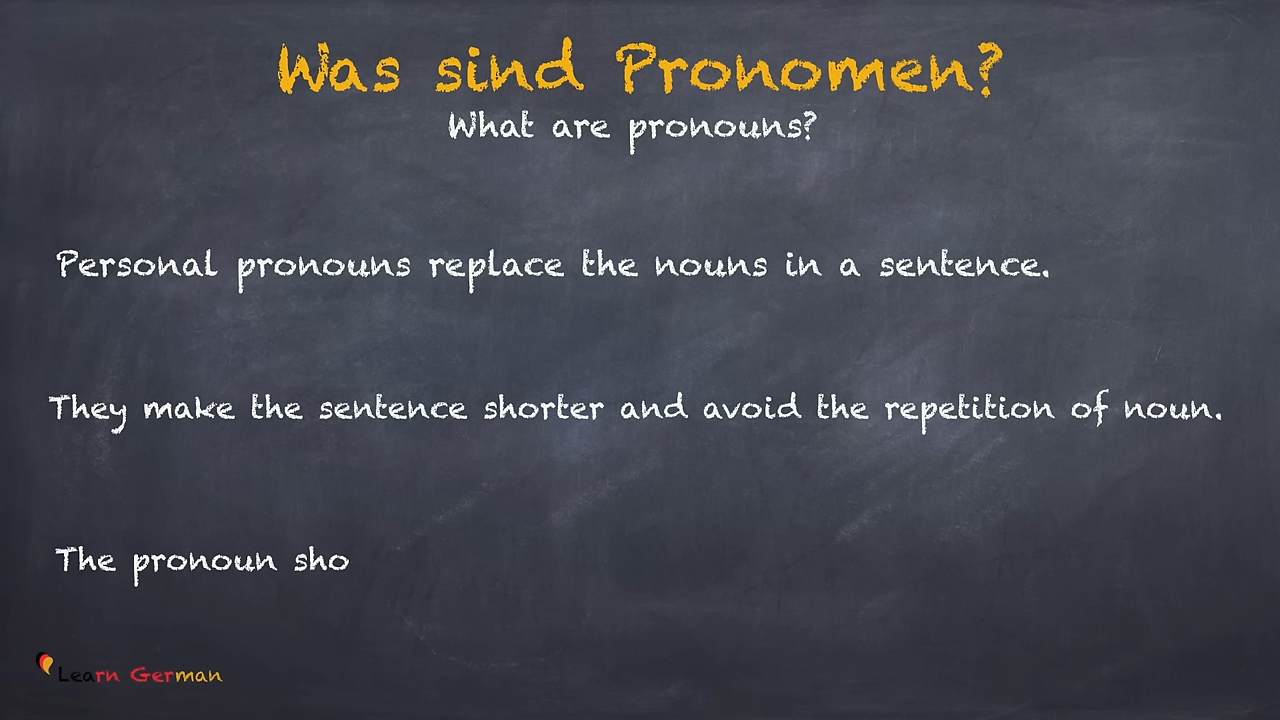 Was sind Pronomen?
What are pronouns?
Personal pronouns replace the nouns in a sentence.
They make the sentence shorter and avoid the repetition of noun.
The pronoun sho
Learn German